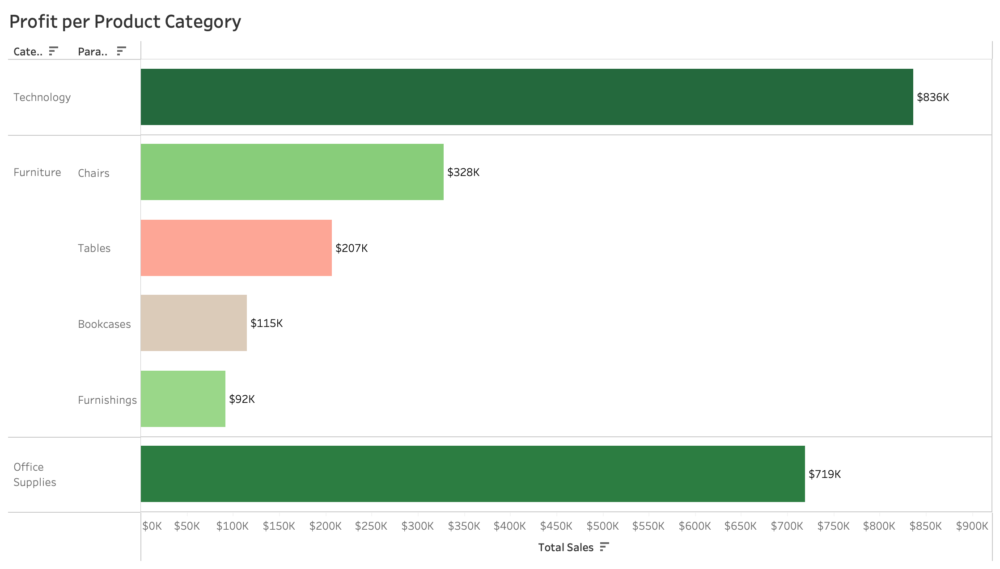 Profit per Product Category
Cate.. Para..
Technology $836K
Furniture Chairs $328K
Tables $207K
Bookcases $115K
Furnishings $92K
Office
Supplies
$719K
$0K $50K $100K $150K $200K $250K $300K $350K $400K $450K $500K $550K $600K $650K $700K $750K $800K $850K $900K
Total Sales